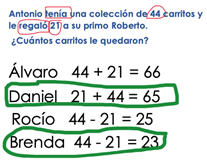 Antonio tenía una colección de 44 carritos y
le regaló 21 a su primo Roberto.
¿Cuántos carritos le quedaron?
Álvaro 44 + 21 = 66
Daniel 21 + 44 = 65
Rocío 44 - 21 = 25
Brenda 44 - 21 = 23